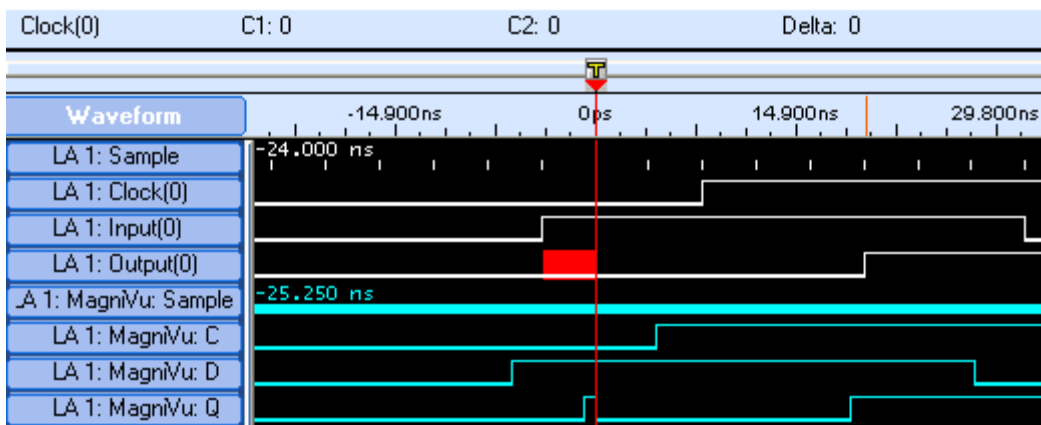 Clock(0) C1: 0 C2: 0 Delta: 0
T
Waveform -14.900ns 0ps 14.900ns 29.800ns
LA 1: Sample -24.000 ns
LA 1: Clock(0)
LA 1: Input(0)
LA 1: Output(0)
LA 1: MagniVu: Sample -25.250 ns
LA 1: MagniVu: C
LA 1: MagniVu: D
LA 1: MagniVu: Q